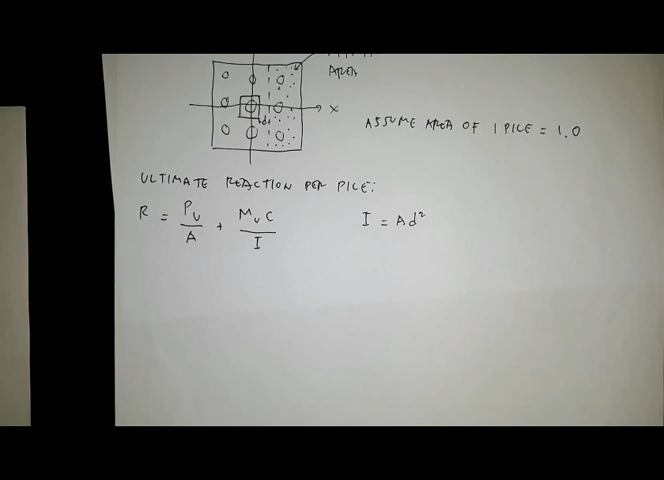 AREA
X
d
ASSUME AREA OF 1 PILE = 1.0
ULTIMATE REACTION PER PILE:
R = Pu/A + Mu C/I
I = Ad²